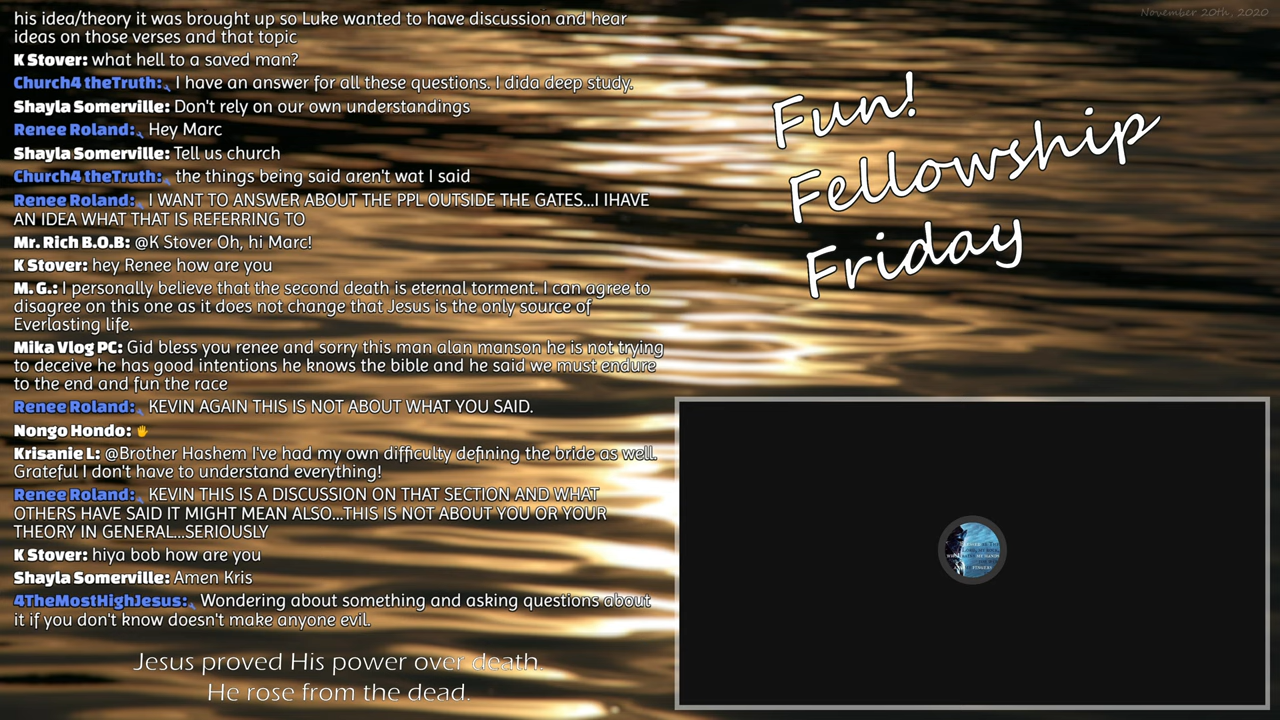 November 20th, 2020
his idea/theory it was brought up so Luke wanted to have discussion and hear
ideas on those verses and that topic
K Stover: what hell to a saved man?
Church4 theTruth: I have an answer for all these questions. I dida deep study.
Shayla Somerville: Don't rely on our own understandings
Renee Roland: Hey Marc
Shayla Somerville: Tell us church
Church4 theTruth: the things being said aren't wat I said
Renee Roland: I WANT TO ANSWER ABOUT THE PPL OUTSIDE THE GATES...I IHAVE
AN IDEA WHAT THAT IS REFERRING TO
Mr. Rich B.O.B: @K Stover Oh, hi Marc!
K Stover: hey Renee how are you
M. G.: I personally believe that the second death is eternal torment. I can agree to
disagree on this one as it does not change that Jesus is the only source of
Everlasting life.
Mika Vlog PC: Gid bless you renee and sorry this man alan manson he is not trying
to deceive he has good intentions he knows the bible and he said we must endure
to the end and fun the race
Renee Roland: KEVIN AGAIN THIS IS NOT ABOUT WHAT YOU SAID.
Nongo Hondo: 🖐
Krisanie L: @Brother Hashem I've had my own difficulty defining the bride as well.
Grateful I don't have to understand everything!
Renee Roland: KEVIN THIS IS A DISCUSSION ON THAT SECTION AND WHAT
OTHERS HAVE SAID IT MIGHT MEAN ALSO...THIS IS NOT ABOUT YOU OR YOUR
THEORY IN GENERAL...SERIOUSLY
K Stover: hiya bob how are you
Shayla Somerville: Amen Kris
4TheMostHighJesus: Wondering about something and asking questions about
it if you don't know doesn't make anyone evil.
Jesus proved His power over death.
He rose from the dead.
Fun!
Fellowship
Friday